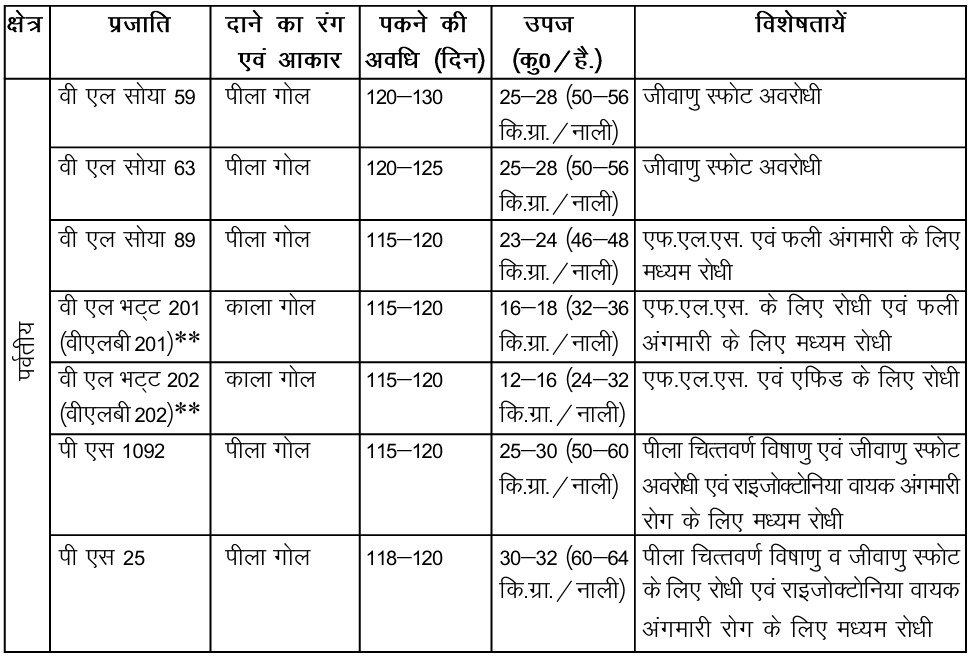 क्षेत्र प्रजाति दाने का रंग एवं आकार पकने की अवधि (दिन) उपज (कु0/है.) विशेषतायें
पर्वतीय
वी एल सोया 59 पीला गोल 120–130 25–28 (50–56 जीवाणु स्फोट अवरोधी
कि.ग्रा./नाली)
वी एल सोया 63 पीला गोल 120–125 25–28 (50–56 जीवाणु स्फोट अवरोधी
कि.ग्रा./नाली)
वी एल सोया 89 पीला गोल 115–120 23–24 (46–48 एफ.एल.एस. एवं फली अंगमारी के लिए
कि.ग्रा./नाली) मध्यम रोधी
वी एल भट्ट 201 काला गोल 115–120 16–18 (32–36 एफ.एल.एस. के लिए रोधी एवं फली
(वीएलबी 201)** कि.ग्रा./नाली) अंगमारी के लिए मध्यम रोधी
वी एल भट्ट 202 काला गोल 115–120 12–16 (24–32 एफ.एल.एस. एवं एफिड के लिए रोधी
(वीएलबी 202)** कि.ग्रा./नाली)
पी एस 1092 पीला गोल 115–120 25–30 (50–60 पीला चित्तवर्ण विषाणु एवं जीवाणु स्फोट
कि.ग्रा./नाली) अवरोधी एवं राइजोक्टोनिया वायक अंगमारी
रोग के लिए मध्यम रोधी
पी एस 25 पीला गोल 118–120 30–32 (60–64 पीला चित्तवर्ण विषाणु व जीवाणु स्फोट
कि.ग्रा./नाली) के लिए रोधी एवं राइजोक्टोनिया वायक
अंगमारी रोग के लिए मध्यम रोधी